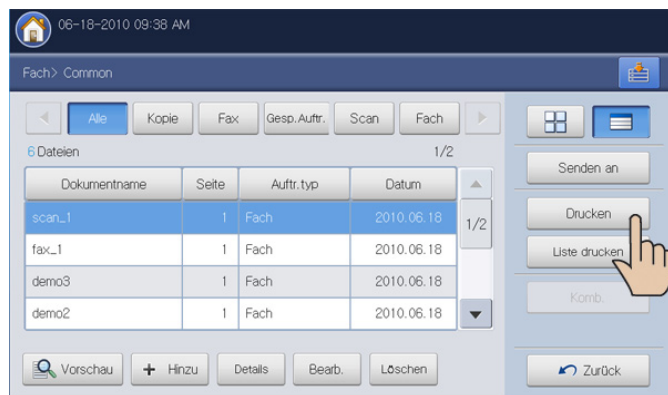 06-18-2010 09:38 AM
Fach> Common
Alle Kopie Fax Gesp.Auftr. Scan Fach
6 Dateien 1/2
Dokumentname Seite Auftr.typ Datum
scan_1 1 Fach 2010.06.18
1/2
fax_1 1 Fach 2010.06.18
demo3 1 Fach 2010.06.18
demo2 1 Fach 2010.06.18
Vorschau + Hinzu Details Bearb. Löschen
Senden an
Drucken
Liste drucken
Komb.
Zurück